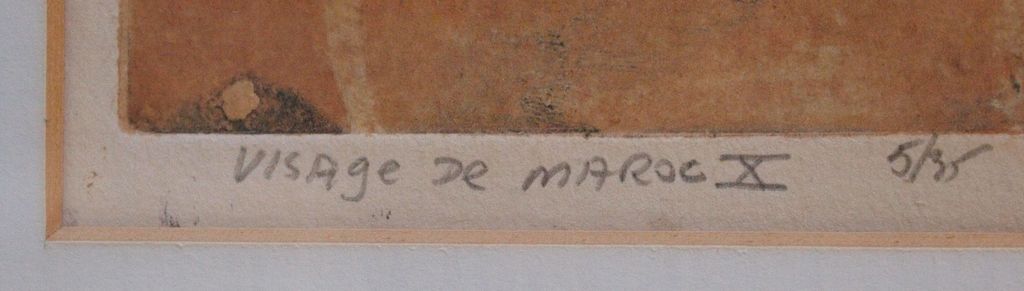 VISAge De MAROC X 5/35